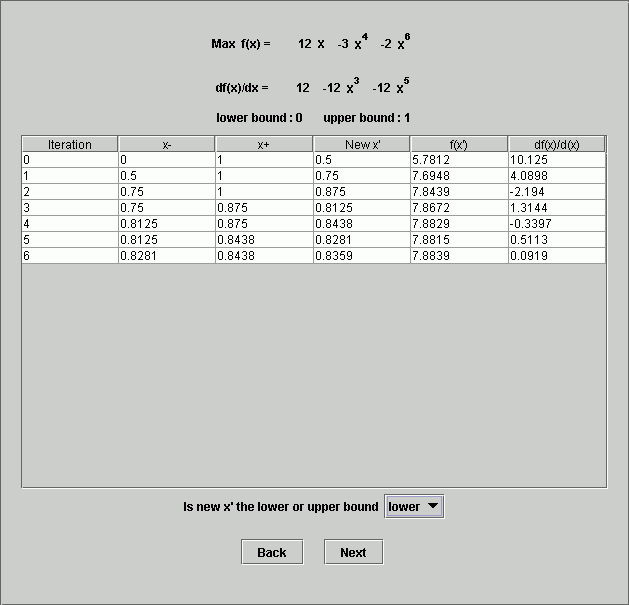 Max f(x) = 12 x -3 x^4 -2 x^6
df(x)/dx = 12 -12 x^3 -12 x^5
lower bound : 0 upper bound : 1
Iteration x- x+ New x' f(x') df(x)/d(x)
0 0 1 0.5 5.7812 10.125
1 0.5 1 0.75 7.6948 4.0898
2 0.75 1 0.875 7.8439 -2.194
3 0.75 0.875 0.8125 7.8672 1.3144
4 0.8125 0.875 0.8438 7.8829 -0.3397
5 0.8125 0.8438 0.8281 7.8815 0.5113
6 0.8281 0.8438 0.8359 7.8839 0.0919
Is new x' the lower or upper bound lower
Back Next